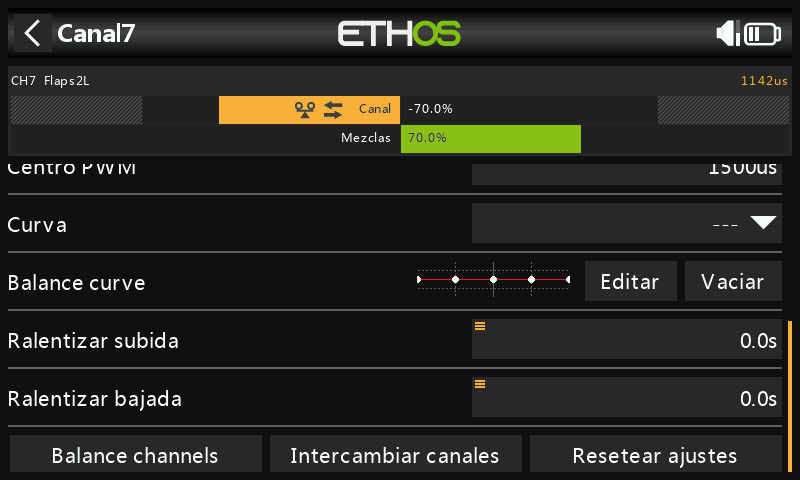 Canal7
ETHOS
CH7 Flaps2L
1142us
Canal
-70.0%
Mezclas
70.0%
Centro PWM
1500us
Curva
---
Balance curve
Editar
Vaciar
Ralentizar subida
0.0s
Ralentizar bajada
0.0s
Balance channels
Intercambiar canales
Resetear ajustes